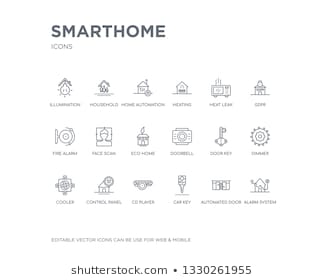 SMARTHOME
ICONS
ILLUMINATION HOUSEHOLD HOME AUTOMATION HEATING HEAT LEAK GDPR
FIRE ALARM FACE SCAN ECO HOME DOORBELL DOOR KEY DIMMER
COOLER CONTROL PANEL CD PLAYER CAR KEY AUTOMATED DOOR ALARM SYSTEM
EDITABLE VECTOR ICONS CAN BE USE FOR WEB & MOBILE
shutterstock · 1330261955